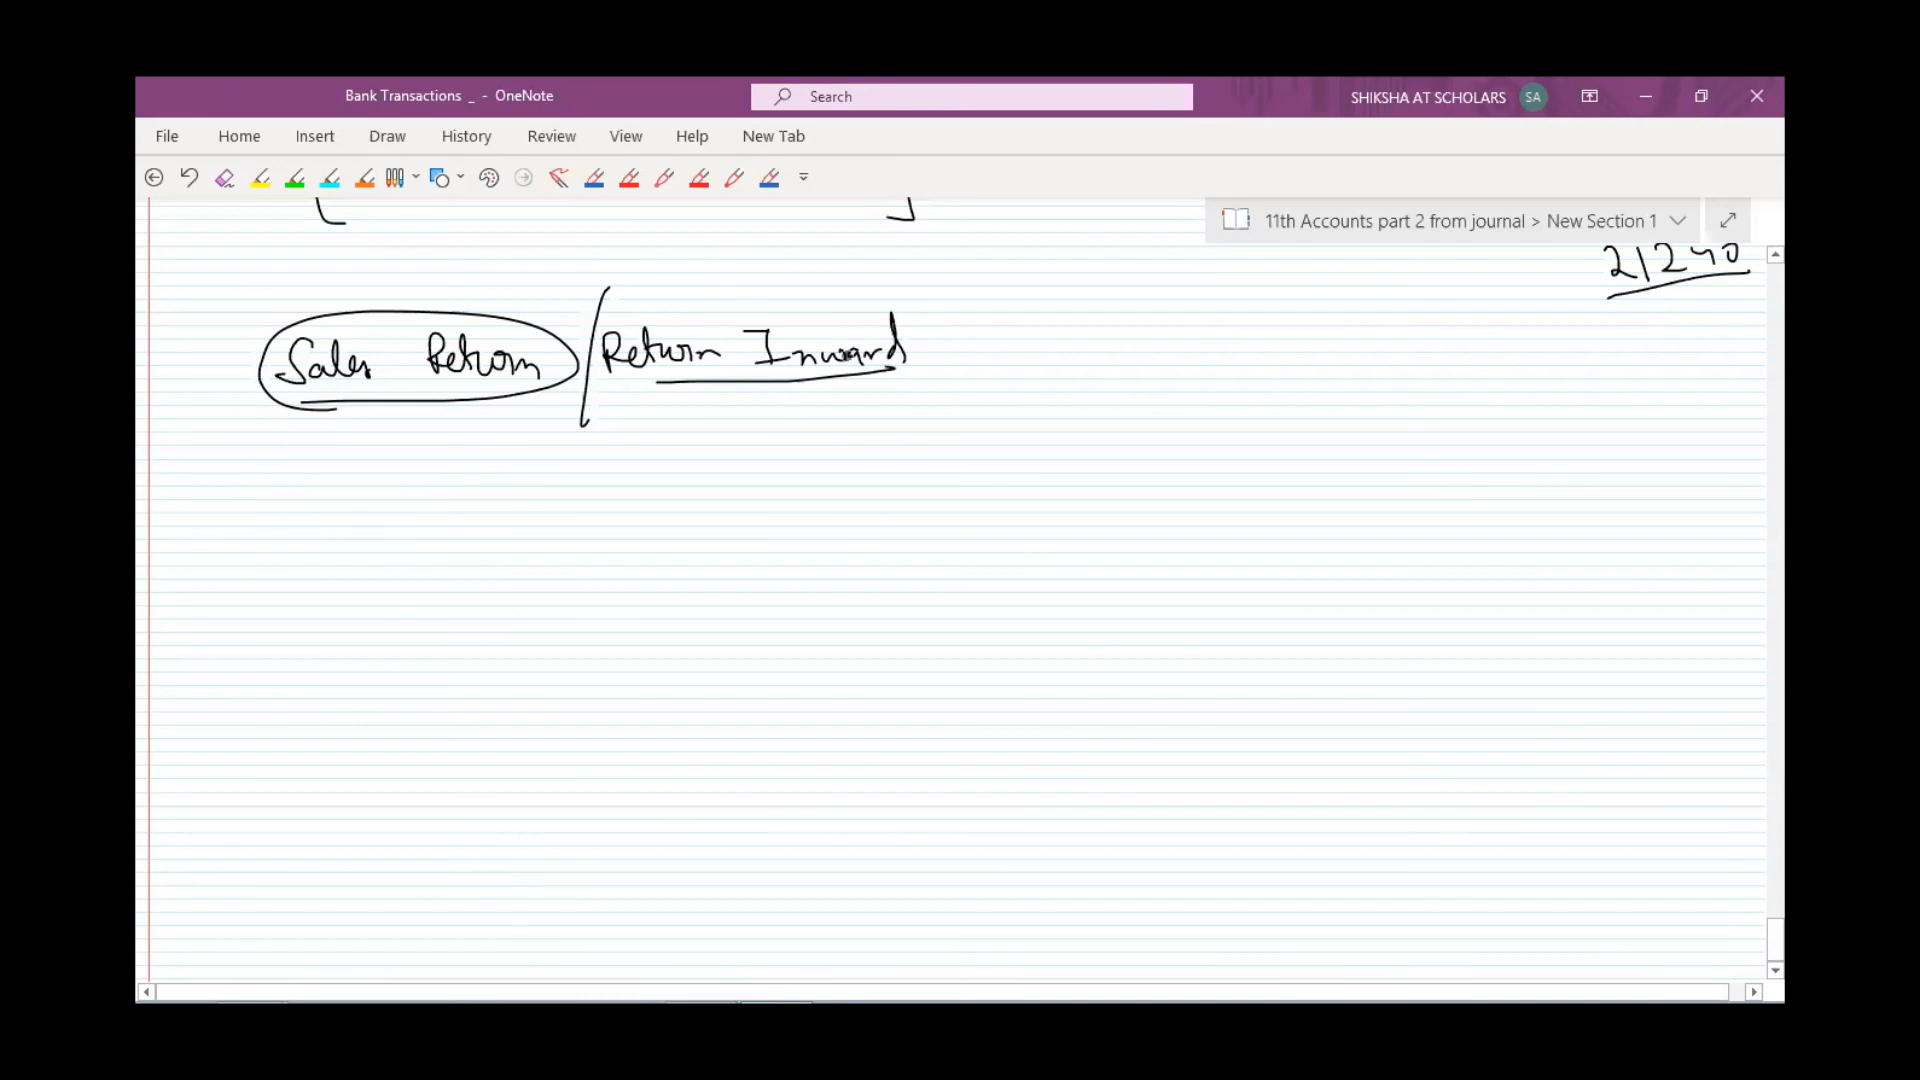 Bank Transactions _ - OneNote
Search
SHIKSHA AT SCHOLARS SA
File Home Insert Draw History Review View Help New Tab
11th Accounts part 2 from journal > New Section 1
21240
Sales Return / Return Inward